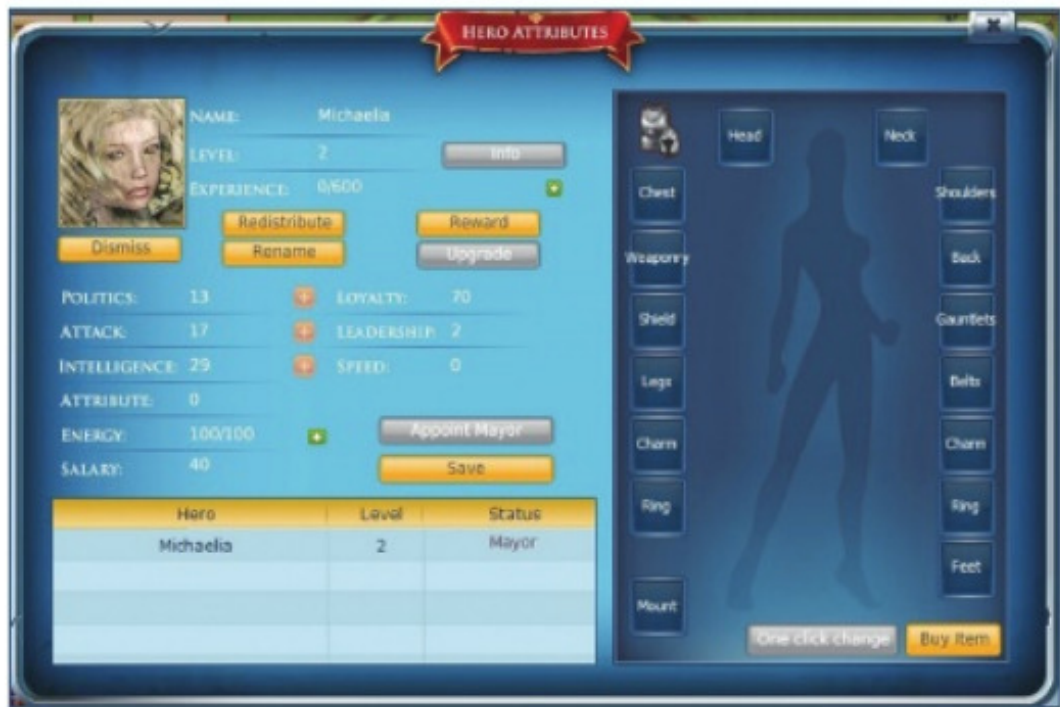 HERO ATTRIBUTES
NAME: Michaelia
LEVEL: 2 Info
EXPERIENCE: 0/600
Redistribute Reward
Dismiss Rename Upgrade
POLITICS: 13 LOYALTY: 70
ATTACK: 17 LEADERSHIP: 2
INTELLIGENCE: 29 SPEED: 0
ATTRIBUTE: 0
ENERGY: 100/100 Appoint Mayor
SALARY: 40 Save
Hero Level Status
Michaelia 2 Mayor
Head Neck
Chest Shoulders
Weaponry Back
Shield Gauntlets
Legs Belts
Charm Charm
Ring Ring
Feet
Mount
One click change Buy Item